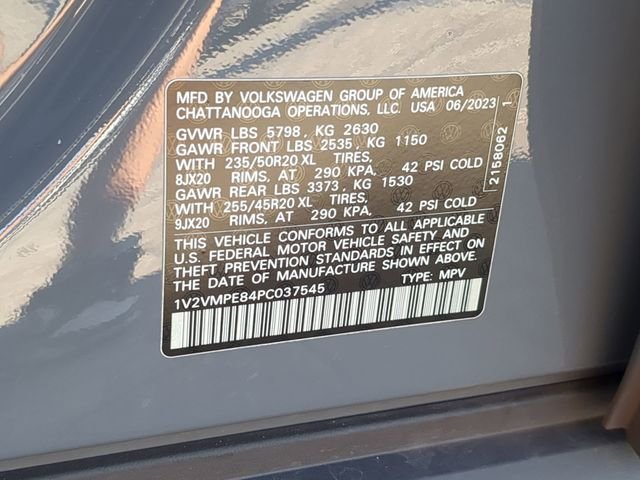 MFD BY VOLKSWAGEN GROUP OF AMERICA
CHATTANOOGA OPERATIONS, LLC. USA 06/2023
GVWR LBS 5798, KG 2630
GAWR FRONT LBS 2535, KG 1150
WITH 235/50R20 XL TIRES,
8JX20 RIMS, AT 290 KPA, 42 PSI COLD
GAWR REAR LBS 3373, KG 1530
WITH 255/45R20 XL TIRES,
9JX20 RIMS, AT 290 KPA, 42 PSI COLD
THIS VEHICLE CONFORMS TO ALL APPLICABLE
U.S. FEDERAL MOTOR VEHICLE SAFETY AND
THEFT PREVENTION STANDARDS IN EFFECT ON
THE DATE OF MANUFACTURE SHOWN ABOVE.
1V2VMPE84PC037545 TYPE: MPV
2158062 1